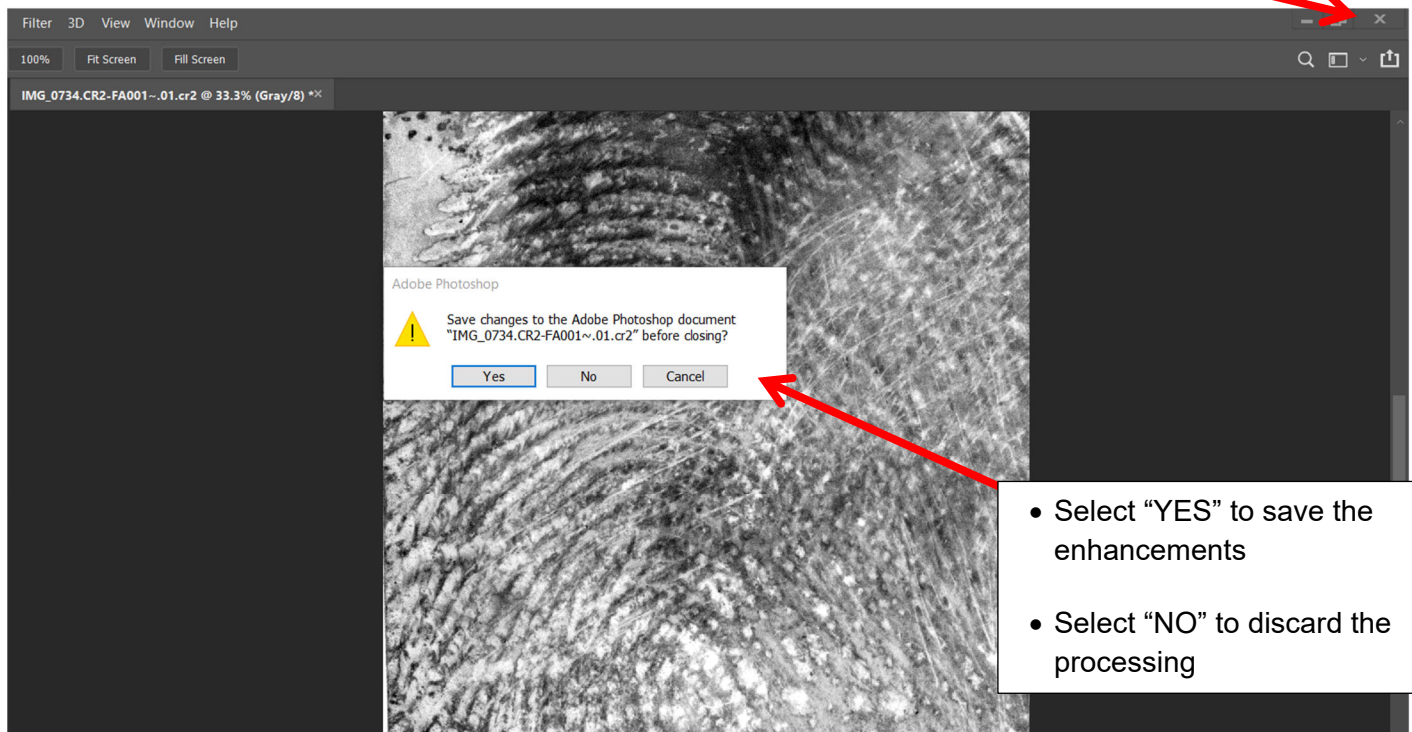 Filter 3D View Window Help
100% Fit Screen Fill Screen
IMG_0734.CR2-FA001~.01.cr2 @ 33.3% (Gray/8) *
Adobe Photoshop
Save changes to the Adobe Photoshop document
“IMG_0734.CR2-FA001~.01.cr2” before closing?
Yes No Cancel
• Select “YES” to save the
enhancements
• Select “NO” to discard the
processing